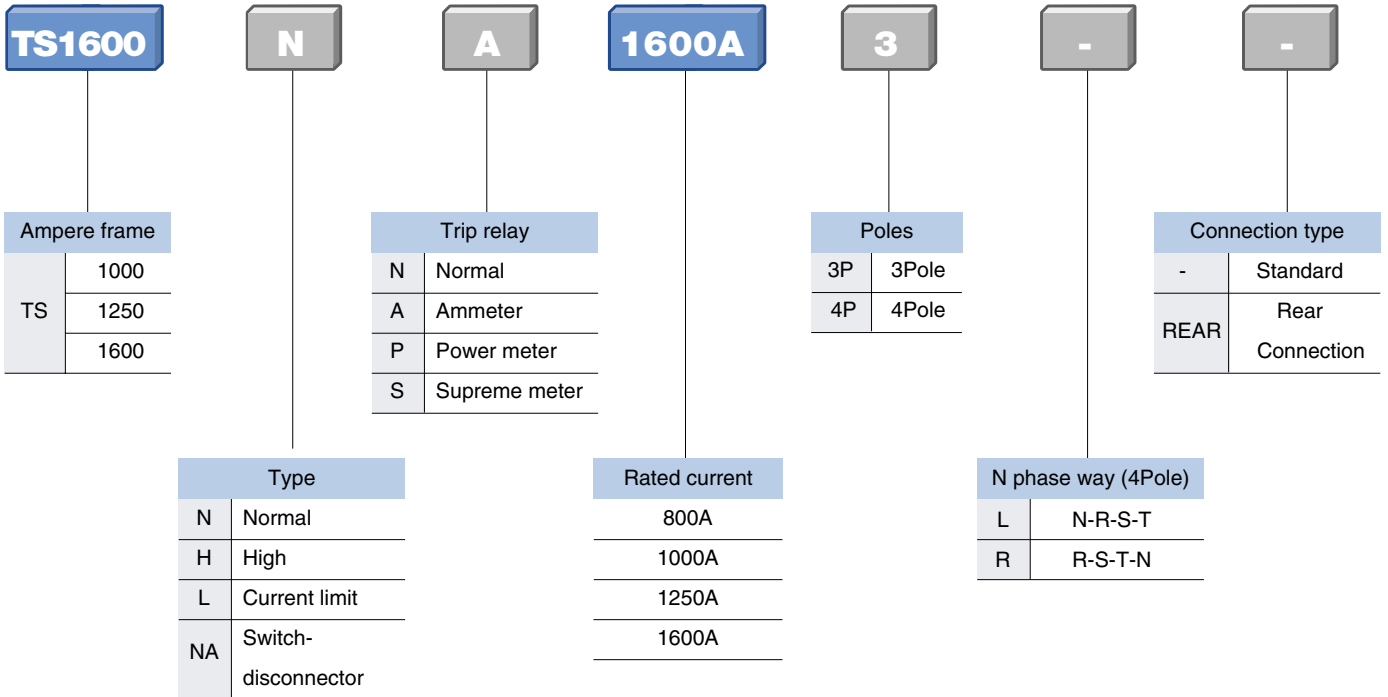 TS1600 N A 1600A 3 - -
Ampere frame
TS
1000
1250
1600
Trip relay
N Normal
A Ammeter
P Power meter
S Supreme meter
Poles
3P 3Pole
4P 4Pole
Connection type
- Standard
REAR
Rear
Connection
Type
N Normal
H High
L Current limit
NA
Switch-
disconnector
Rated current
800A
1000A
1250A
1600A
N phase way (4Pole)
L N-R-S-T
R R-S-T-N